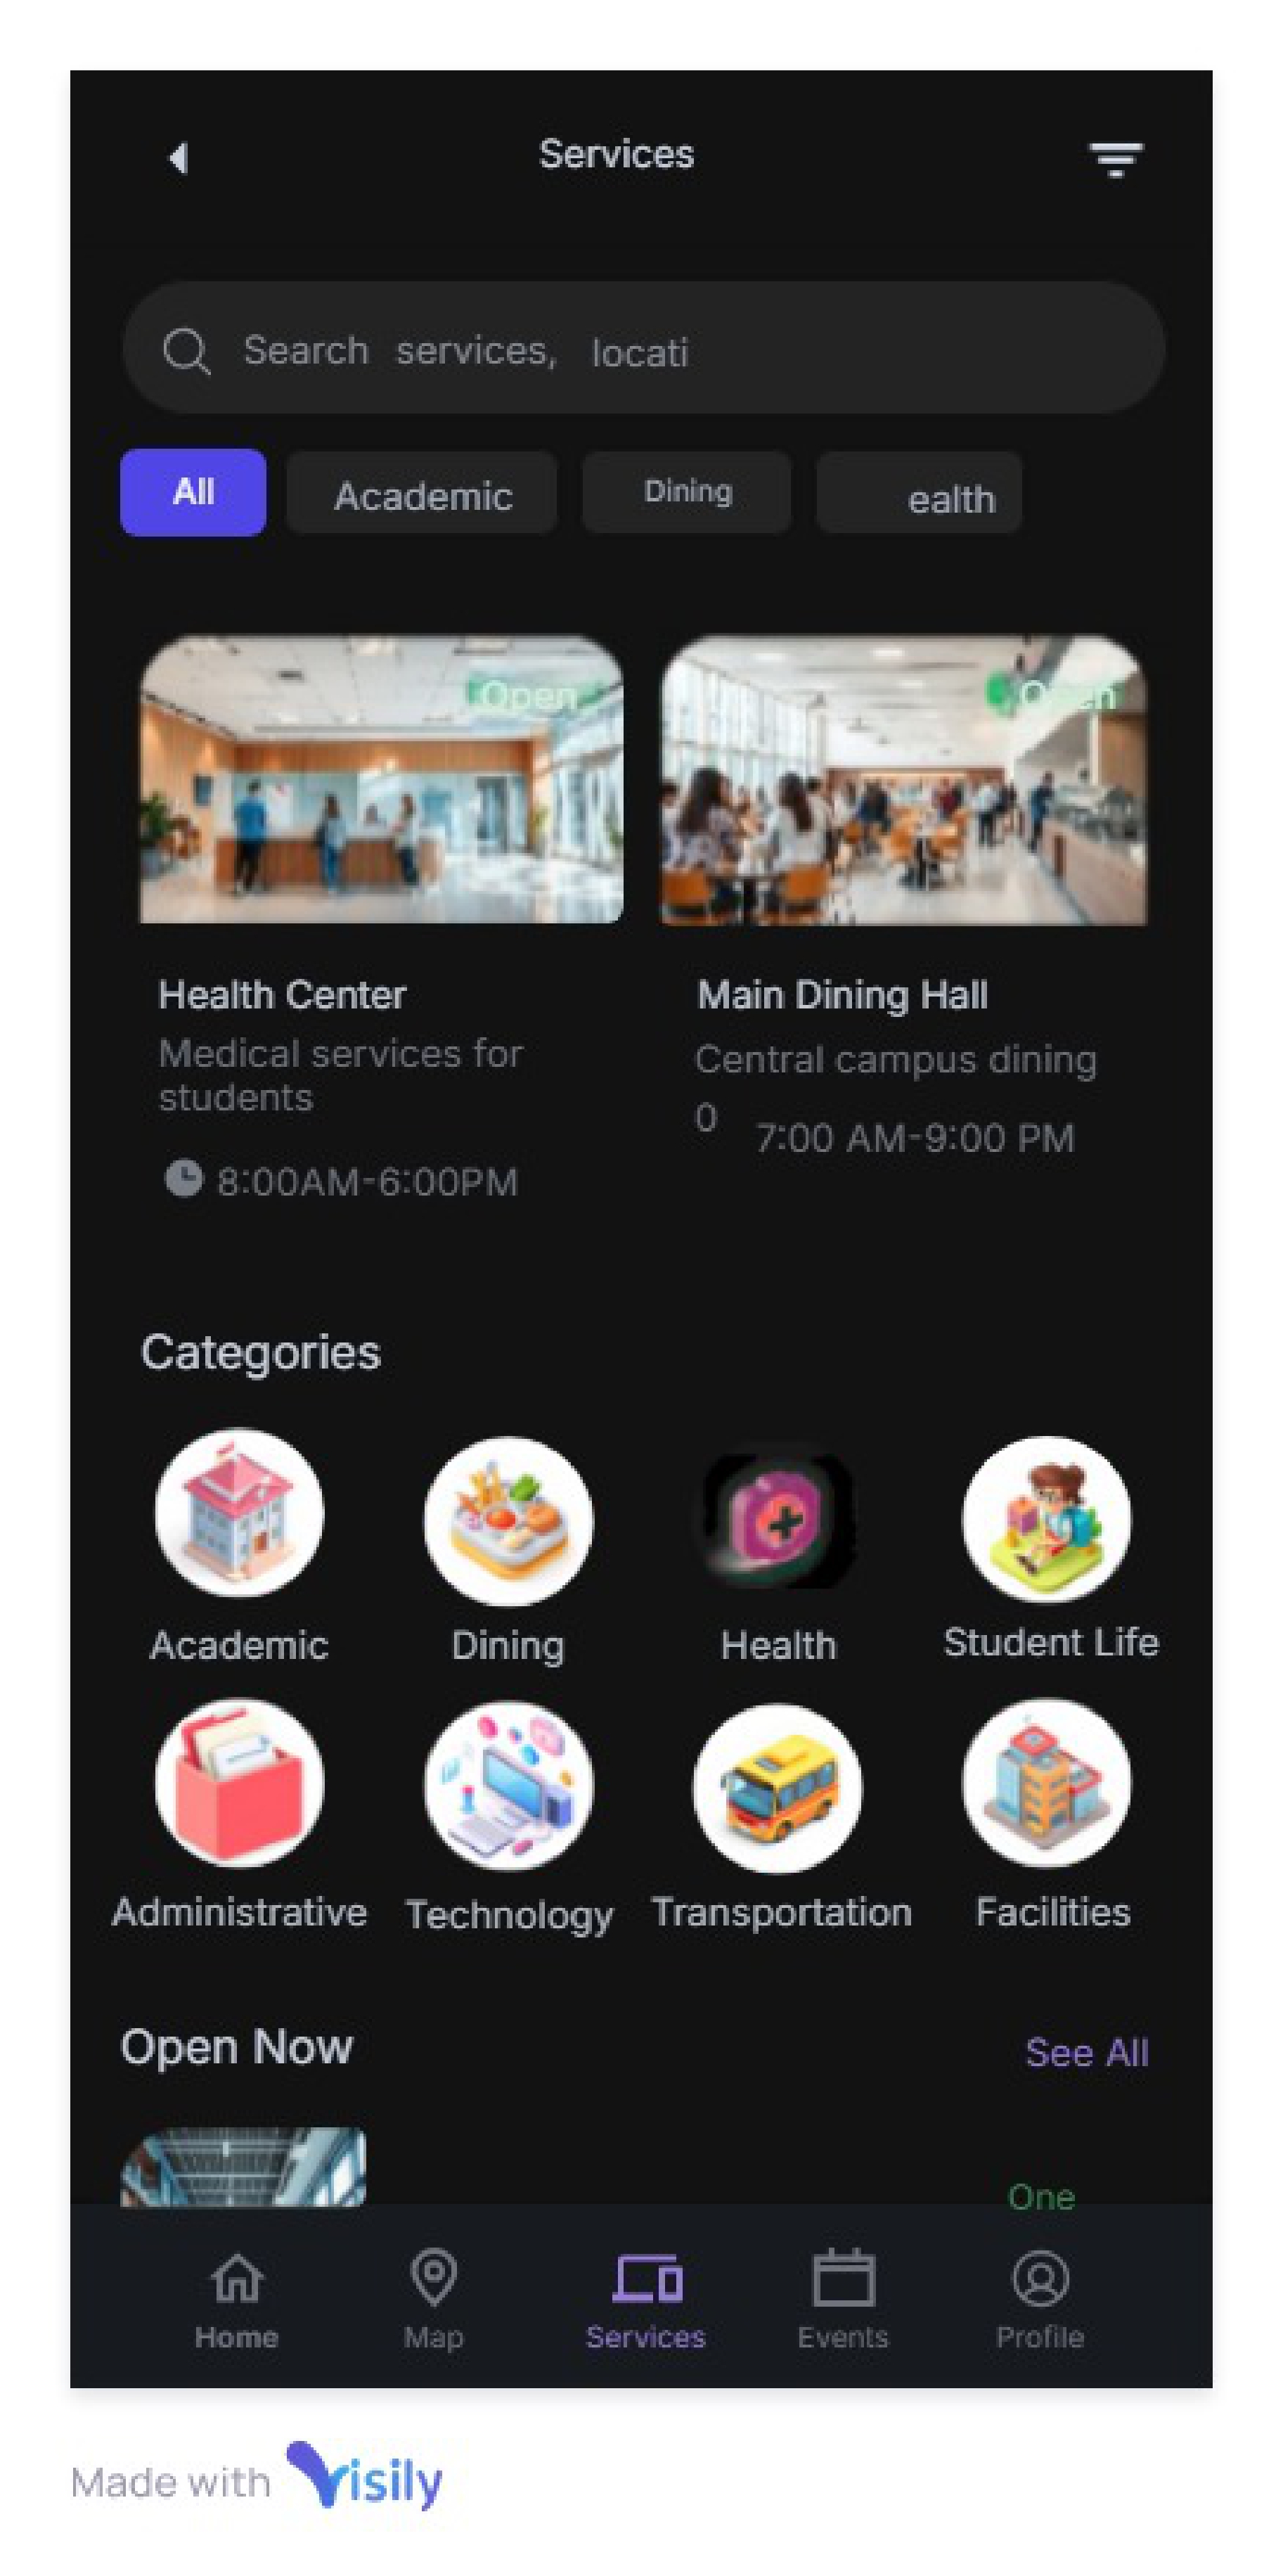 Services
Search services, locati
All Academic Dining ealth
Open Open
Health Center Main Dining Hall
Medical services for Central campus dining
students
0 7:00 AM-9:00 PM
8:00AM-6:00PM
Categories
Academic Dining Health Student Life
Administrative Technology Transportation Facilities
Open Now See All
One
Home Map Services Events Profile
Made with Visily